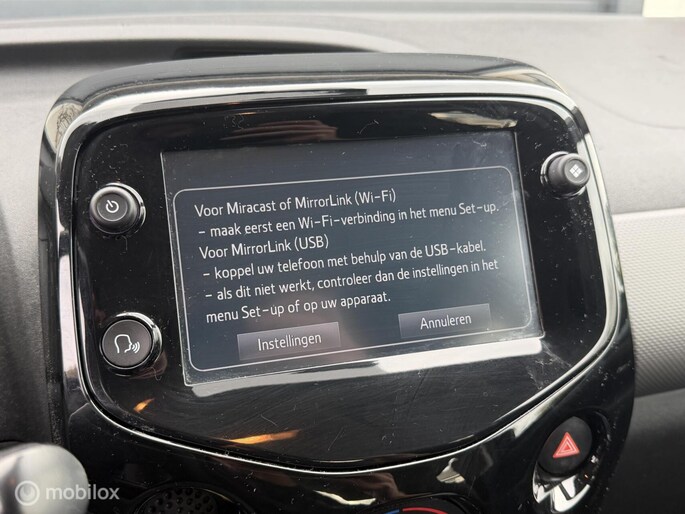 Voor Miracast of MirrorLink (Wi-Fi)
- maak eerst een Wi-Fi-verbinding in het menu Set-up.
Voor MirrorLink (USB)
- koppel uw telefoon met behulp van de USB-kabel.
- als dit niet werkt, controleer dan de instellingen in het
menu Set-up of op uw apparaat.
Instellingen
Annuleren
mobilox